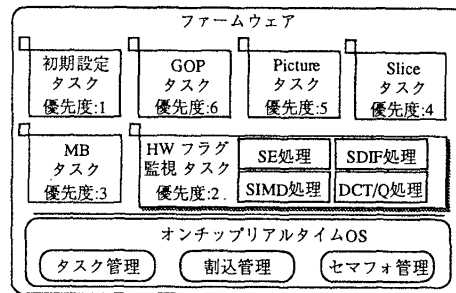 ファームウェア
初期設定
タスク
優先度:1
GOP
タスク
優先度:6
Picture
タスク
優先度:5
Slice
タスク
優先度:4
MB
タスク
優先度:3
HW フラグ
監視 タスク
優先度:2
SE処理
SDIF処理
SIMD処理
DCT/Q処理
オンチップリアルタイムOS
タスク管理
割込管理
セマフォ管理